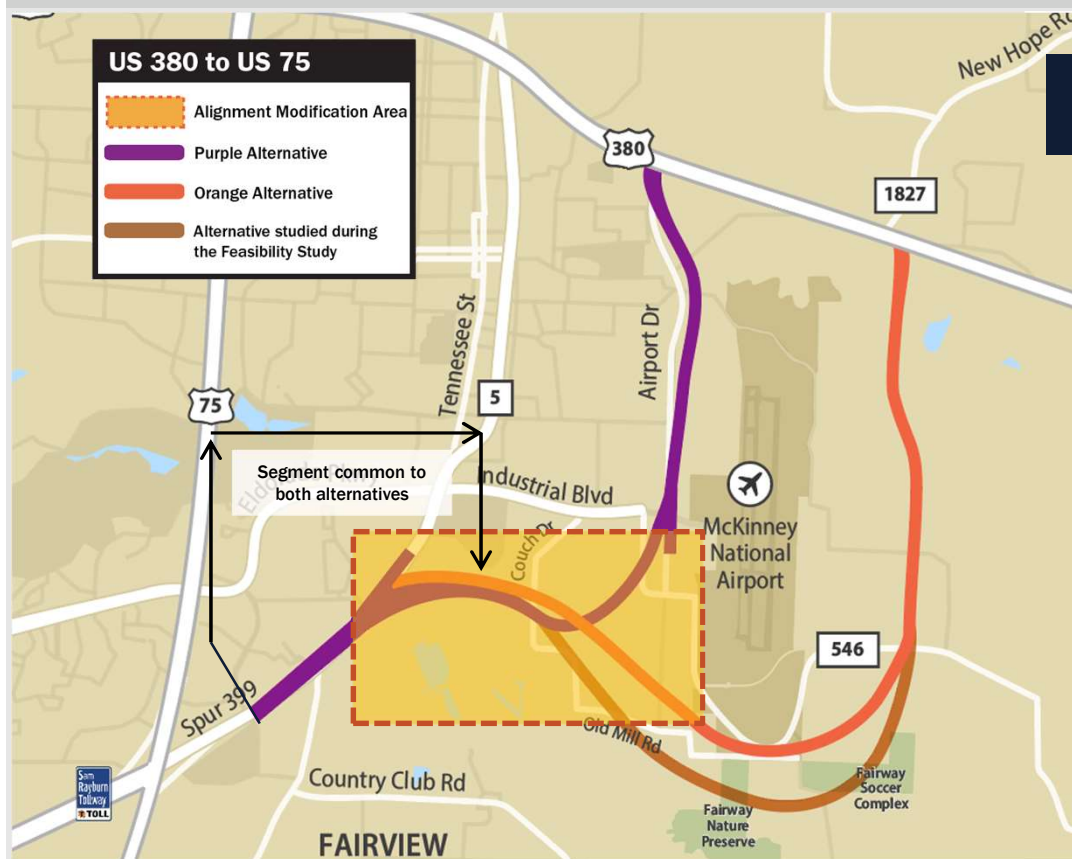 US 380 to US 75
Alignment Modification Area
Purple Alternative
Orange Alternative
Alternative studied during
the Feasibility Study
New Hope Rd
380
1827
Tennessee St
Airport Dr
5
75
Segment common to
both alternatives
Industrial Blvd
Couch Dr
McKinney
National
Airport
546
Spur 399
Old Mill Rd
Sam
Rayburn
Tollway
TOLL
Country Club Rd
Fairway
Soccer
Complex
Fairway
Nature
Preserve
FAIRVIEW